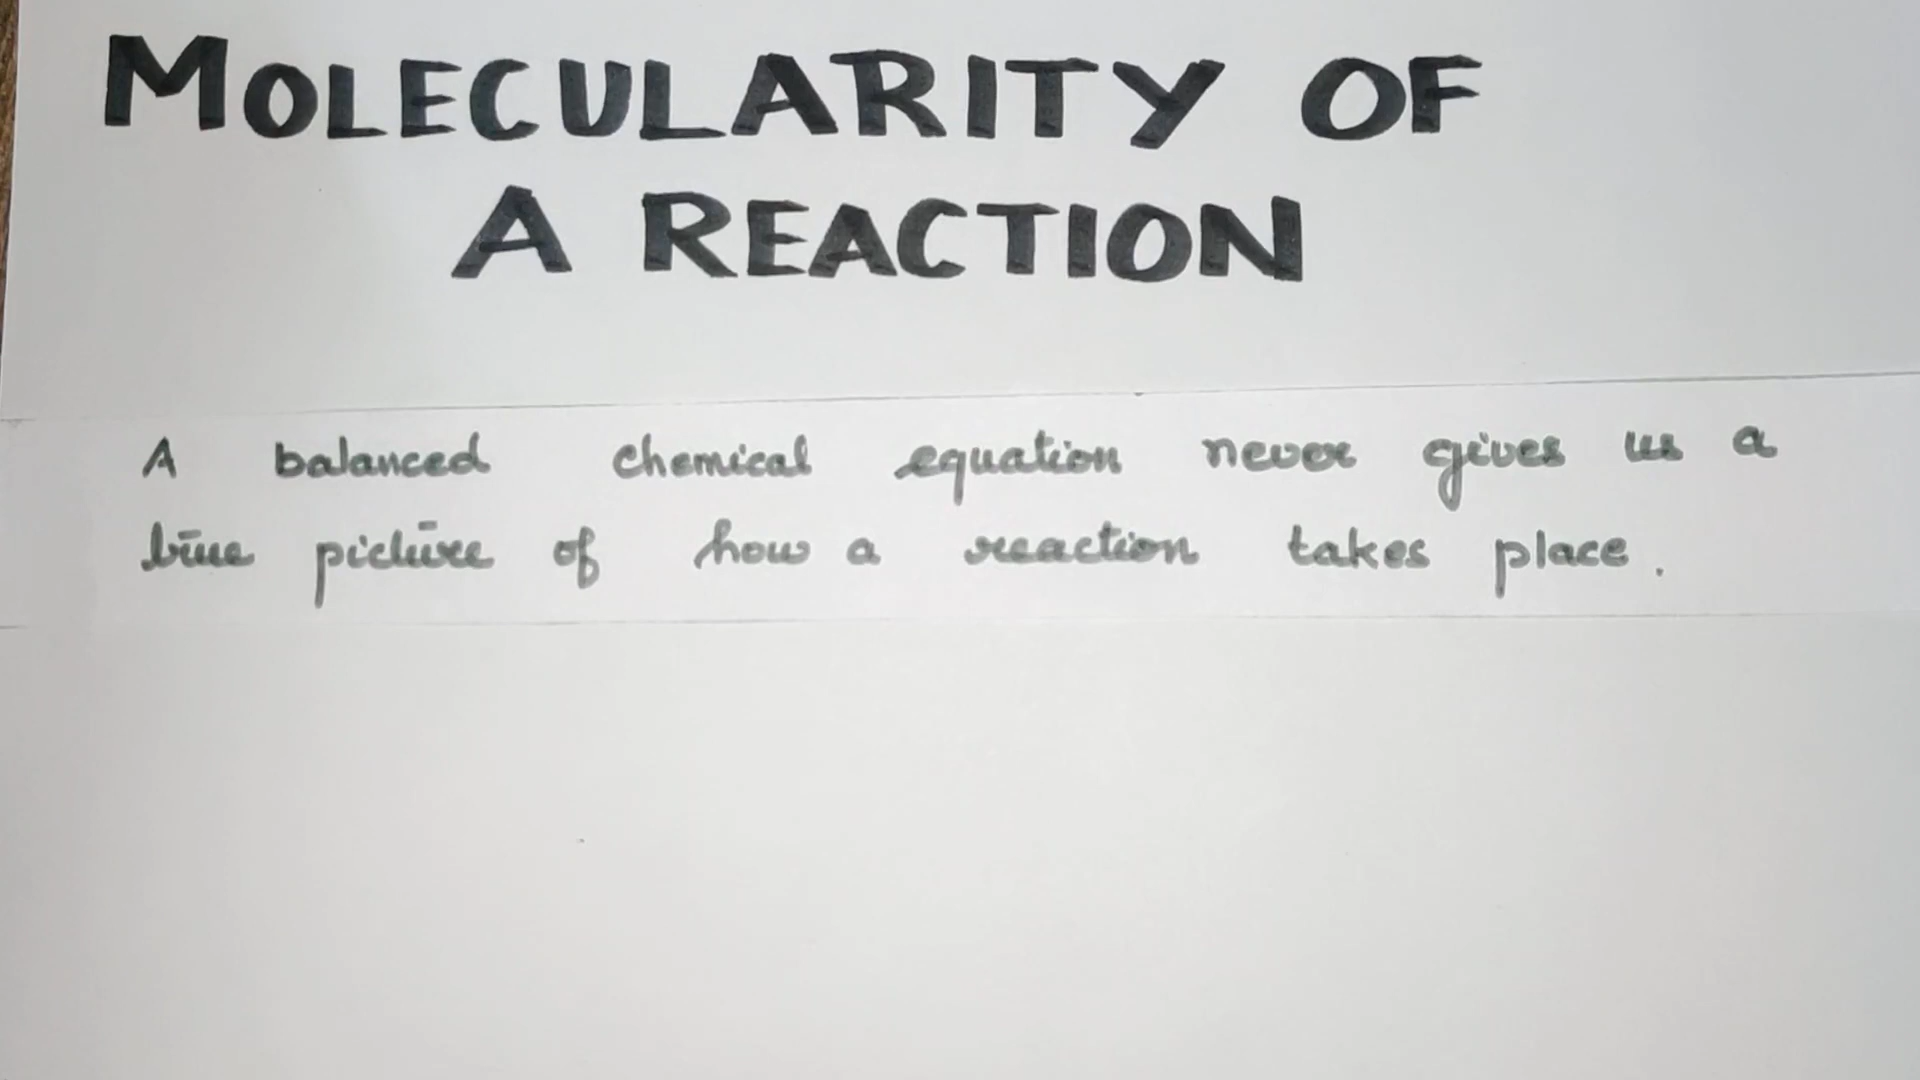 MOLECULARITY OF
A REACTION
A balanced chemical equation never gives us a
true picture of how a reaction takes place.